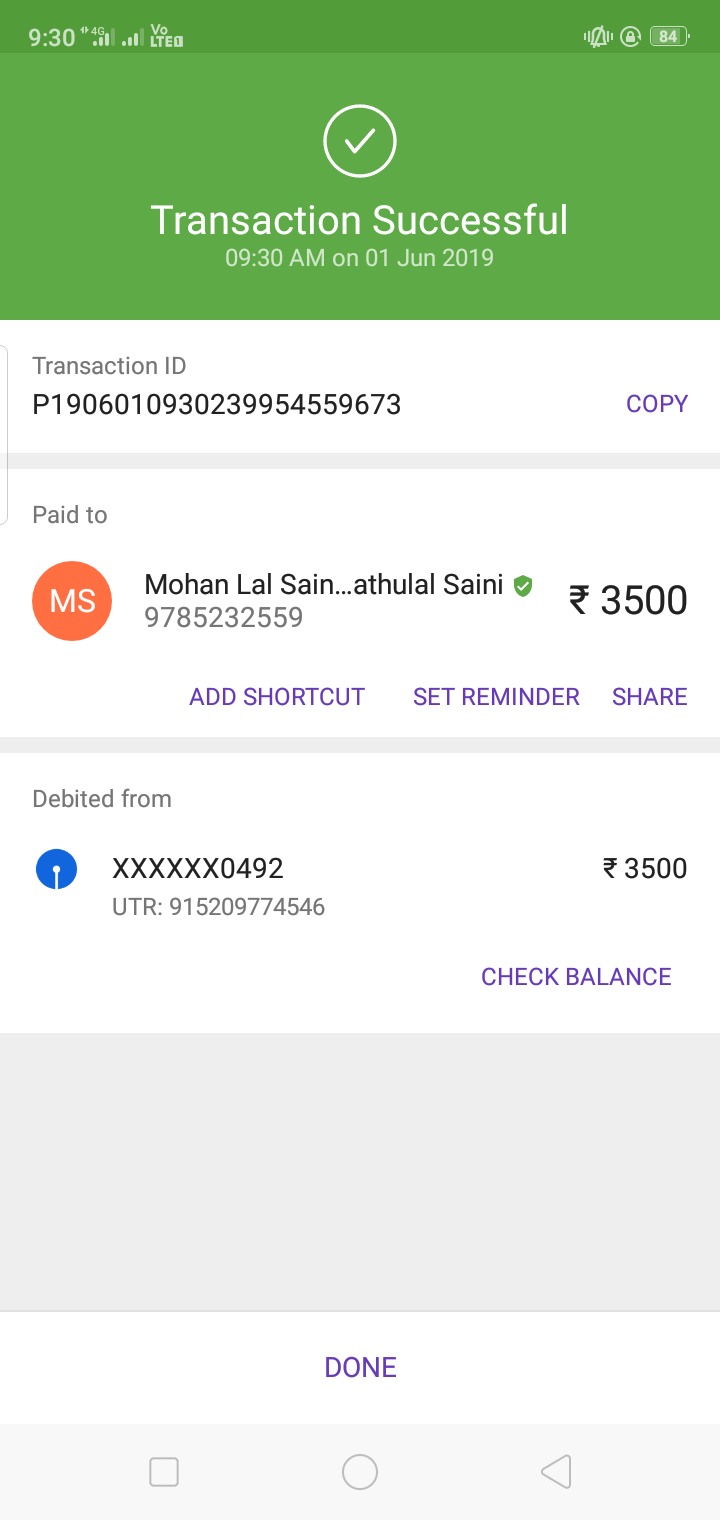 9:30 4G Vo LTE 1 84
Transaction Successful
09:30 AM on 01 Jun 2019
Transaction ID
P1906010930239954559673 COPY
Paid to
MS Mohan Lal Sain...athulal Saini ₹ 3500
9785232559
ADD SHORTCUT SET REMINDER SHARE
Debited from
XXXXXX0492 ₹ 3500
UTR: 915209774546
CHECK BALANCE
DONE